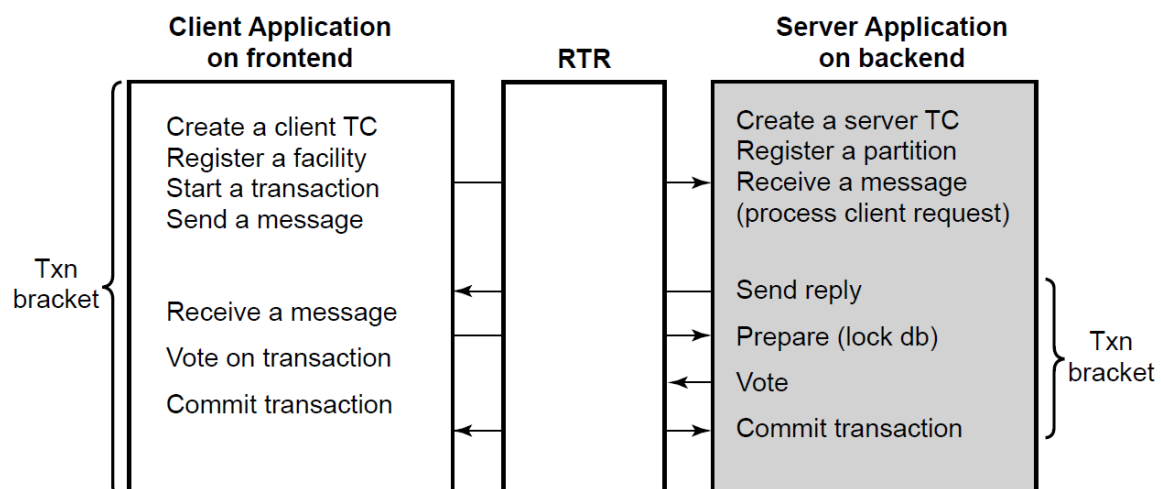 Client Application
on frontend
RTR
Server Application
on backend
Txn
bracket
Create a client TC
Register a facility
Start a transaction
Send a message
Receive a message
Vote on transaction
Commit transaction
Create a server TC
Register a partition
Receive a message
(process client request)
Send reply
Prepare (lock db)
Vote
Commit transaction
Txn
bracket